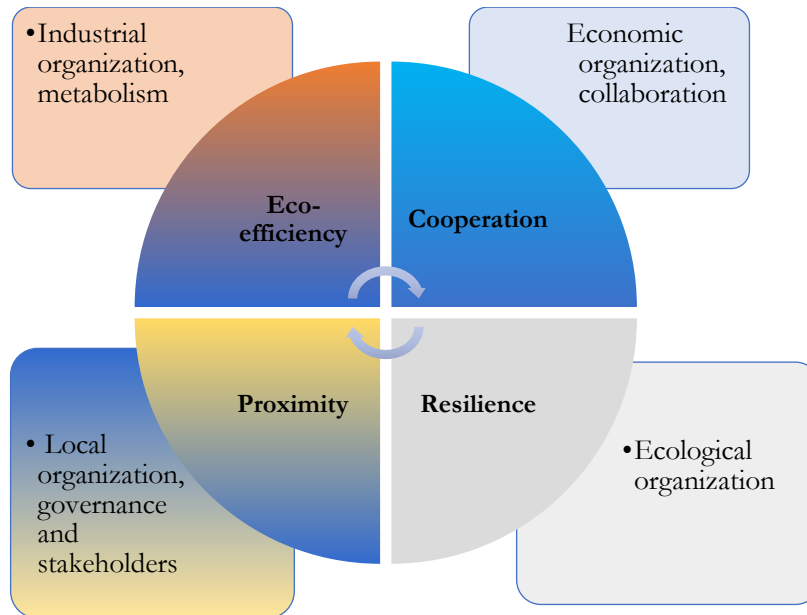 •Industrial
organization,
metabolism
Economic
organization,
collaboration
Eco-
efficiency
Cooperation
Proximity
Resilience
• Local
organization,
governance
and
stakeholders
•Ecological
organization